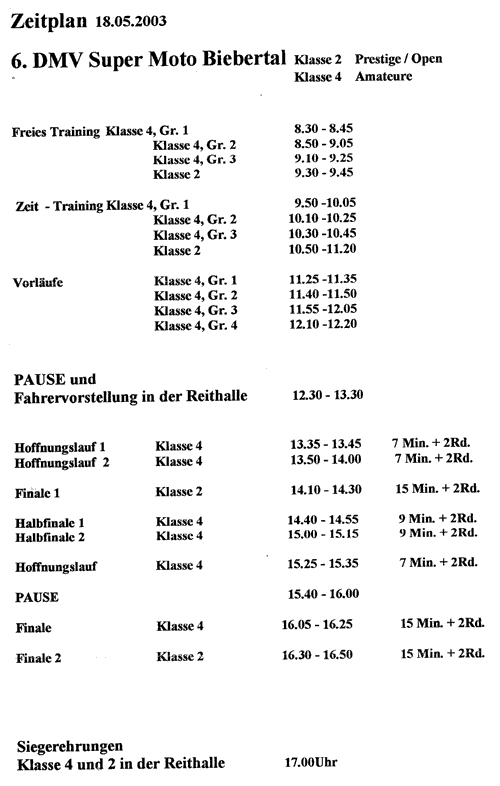 Zeitplan 18.05.2003
6. DMV Super Moto Biebertal Klasse 2 Prestige / Open
Klasse 4 Amateure
Freies Training Klasse 4, Gr. 1 8.30 - 8.45
Klasse 4, Gr. 2 8.50 - 9.05
Klasse 4, Gr. 3 9.10 - 9.25
Klasse 2 9.30 - 9.45
Zeit - Training Klasse 4, Gr. 1 9.50 -10.05
Klasse 4, Gr. 2 10.10 -10.25
Klasse 4, Gr. 3 10.30 -10.45
Klasse 2 10.50 -11.20
Vorläufe Klasse 4, Gr. 1 11.25 -11.35
Klasse 4, Gr. 2 11.40 -11.50
Klasse 4, Gr. 3 11.55 -12.05
Klasse 4, Gr. 4 12.10 -12.20
PAUSE und
Fahrervorstellung in der Reithalle 12.30 - 13.30
Hoffnungslauf 1 Klasse 4 13.35 - 13.45 7 Min. + 2Rd.
Hoffnungslauf 2 Klasse 4 13.50 - 14.00 7 Min. + 2Rd.
Finale 1 Klasse 2 14.10 - 14.30 15 Min. + 2Rd.
Halbfinale 1 Klasse 4 14.40 - 14.55 9 Min. + 2Rd.
Halbfinale 2 Klasse 4 15.00 - 15.15 9 Min. + 2Rd.
Hoffnungslauf Klasse 4 15.25 - 15.35 7 Min. + 2Rd.
PAUSE 15.40 - 16.00
Finale Klasse 4 16.05 - 16.25 15 Min. + 2Rd.
Finale 2 Klasse 2 16.30 - 16.50 15 Min. + 2Rd.
Siegerehrungen
Klasse 4 und 2 in der Reithalle 17.00Uhr